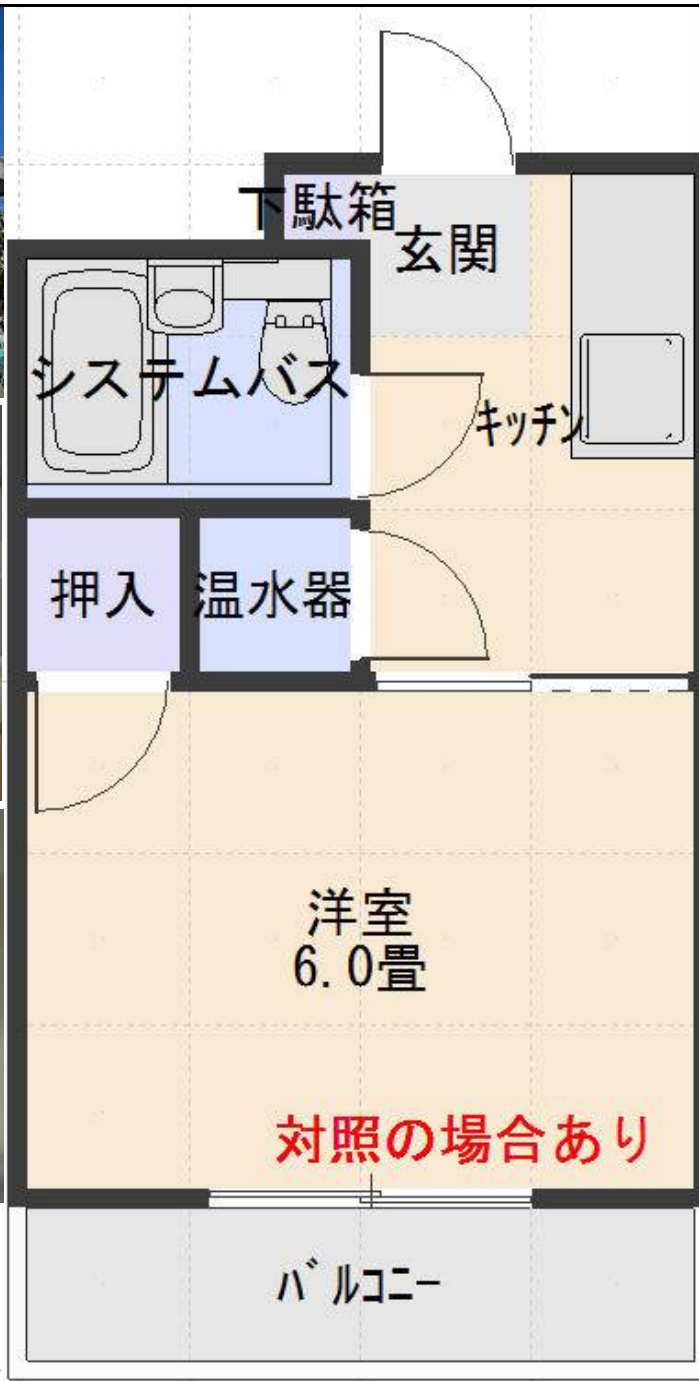 下駄箱
玄関
システムバス
キッチン
押入
温水器
洋室
6.0畳
対照の場合あり
バルコニー